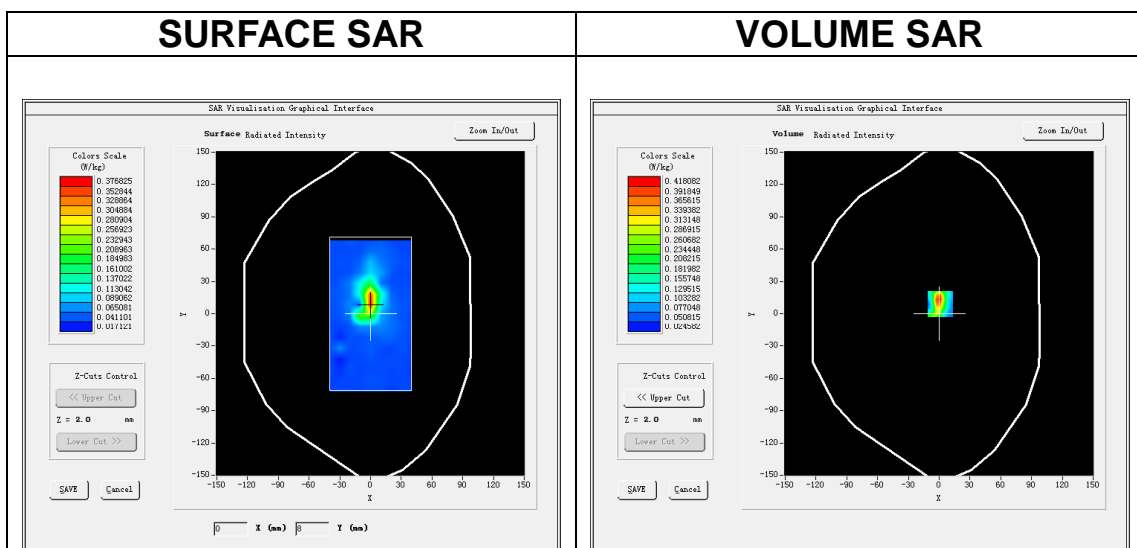 SURFACE SAR
VOLUME SAR
SAR Visualisation Graphical Interface
Surface Radiated Intensity
Zoom In/Out
Colors Scale
(W/kg)
0.376825
0.352844
0.328864
0.304884
0.280904
0.256923
0.232943
0.208963
0.184983
0.161002
0.137022
0.113042
0.089062
0.065081
0.041101
0.017121
150
120
90
60
30
0
-30
-60
-90
-120
-150
Y
-150 -120 -90 -60 -30 0 30 60 90 120 150
X
Z-Cuts Control
<< Upper Cut
Z = 2.0 mm
Lower Cut >>
SAVE Cancel
0 X (mm) 8 Y (mm)
SAR Visualisation Graphical Interface
Volume Radiated Intensity
Zoom In/Out
Colors Scale
(W/kg)
0.418082
0.391849
0.365615
0.339382
0.313148
0.286915
0.260682
0.234448
0.208215
0.181982
0.155748
0.129515
0.103282
0.077048
0.050815
0.024582
150
120
90
60
30
0
-30
-60
-90
-120
-150
Y
-150 -120 -90 -60 -30 0 30 60 90 120 150
X
Z-Cuts Control
<< Upper Cut
Z = 2.0 mm
Lower Cut >>
SAVE Cancel